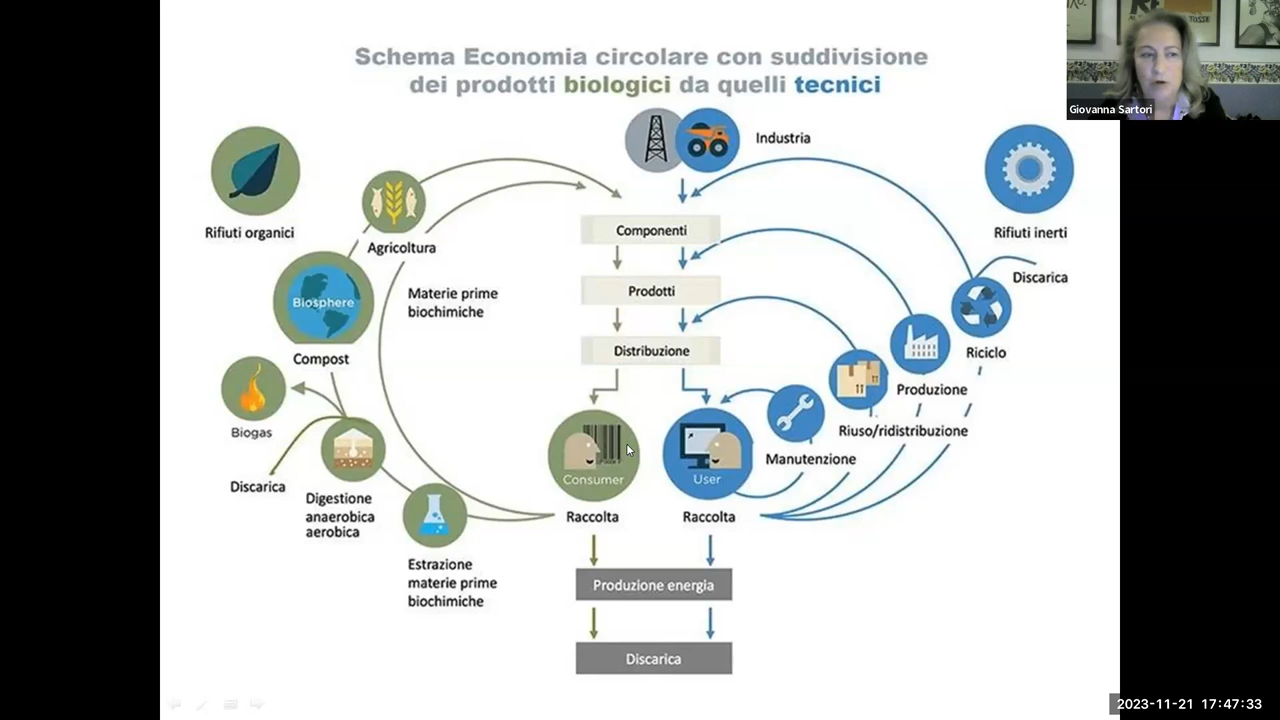 Schema Economia circolare con suddivisione
dei prodotti biologici da quelli tecnici
TOSSE
Giovanna Sartori
Industria
Rifiuti organici
Rifiuti inerti
Agricoltura
Componenti
Discarica
Materie prime
biochimiche
Biosphere
Prodotti
Compost
Distribuzione
Riciclo
Produzione
Biogas
Riuso/ridistribuzione
Manutenzione
Consumer
User
Discarica
Digestione
anaerobica
aerobica
Raccolta
Raccolta
Estrazione
materie prime
biochimiche
Produzione energia
Discarica
2023-11-21 17:47:33